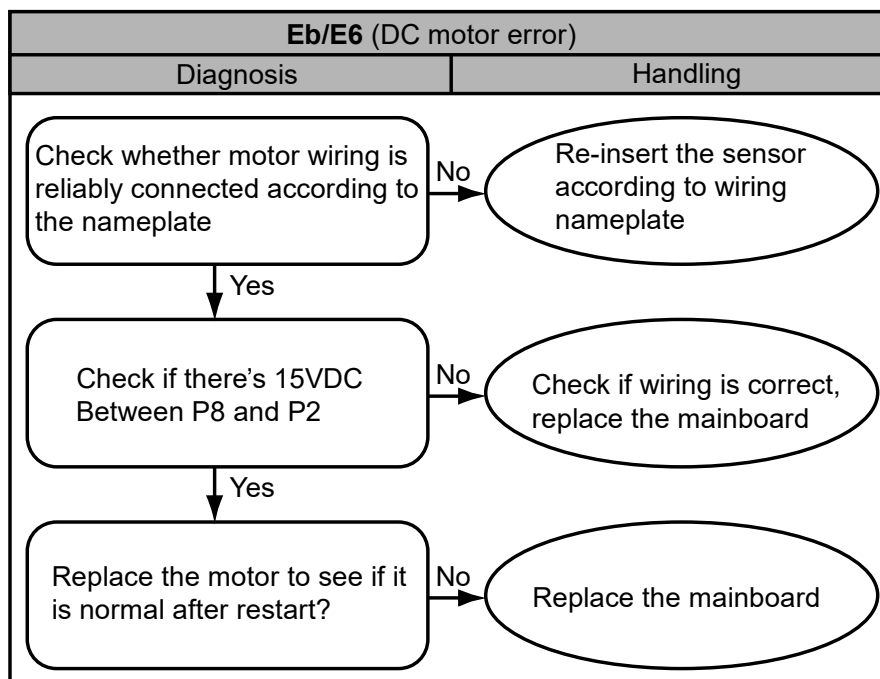 Eb/E6 (DC motor error)
Diagnosis
Handling
Check whether motor wiring is
reliably connected according to
the nameplate
No
Re-insert the sensor
according to wiring
nameplate
Yes
Check if there’s 15VDC
Between P8 and P2
No
Check if wiring is correct,
replace the mainboard
Yes
Replace the motor to see if it
is normal after restart?
No
Replace the mainboard